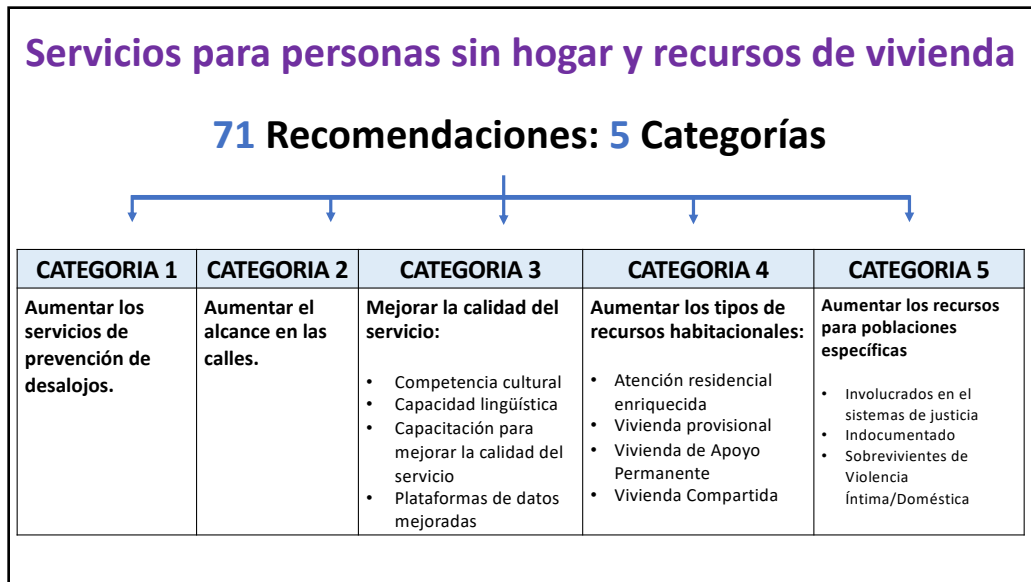 Servicios para personas sin hogar y recursos de vivienda
71 Recomendaciones: 5 Categorías
CATEGORIA 1
Aumentar los
servicios de
prevención de
desalojos.
CATEGORIA 2
Aumentar el
alcance en las
calles.
CATEGORIA 3
Mejorar la calidad del
servicio:
• Competencia cultural
• Capacidad lingüística
• Capacitación para
mejorar la calidad del
servicio
• Plataformas de datos
mejoradas
CATEGORIA 4
Aumentar los tipos de
recursos habitacionales:
• Atención residencial
enriquecida
• Vivienda provisional
• Vivienda de Apoyo
Permanente
• Vivienda Compartida
CATEGORIA 5
Aumentar los recursos
para poblaciones
específicas
• Involucrados en el
sistemas de justicia
• Indocumentado
• Sobrevivientes de
Violencia
Íntima/Doméstica